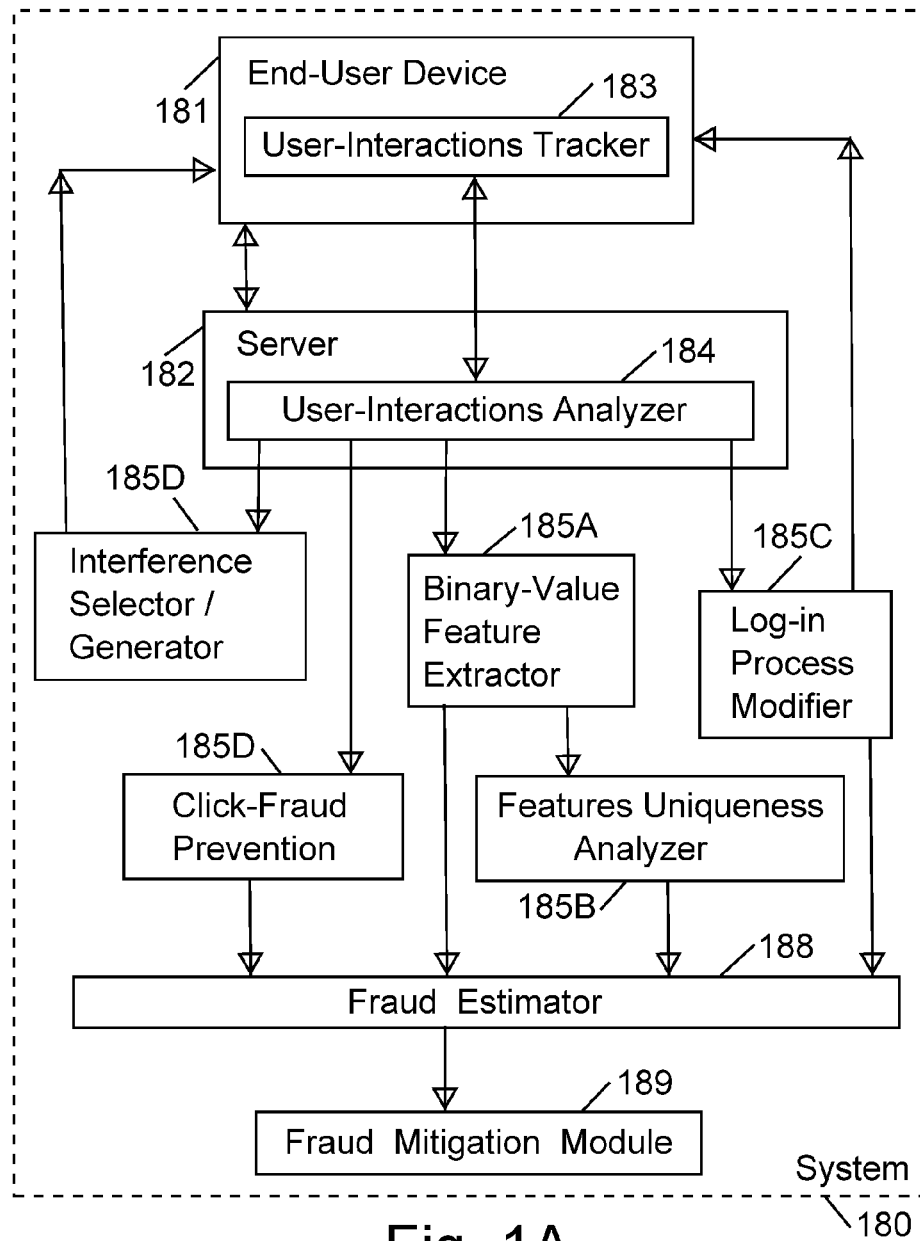 End-User Device
181
183
User-Interactions Tracker
Server
182
184
User-Interactions Analyzer
185D
Interference
Selector /
Generator
185A
Binary-Value
Feature
Extractor
185C
Log-in
Process
Modifier
185D
Click-Fraud
Prevention
Features Uniqueness
Analyzer
185B
188
Fraud Estimator
189
Fraud Mitigation Module
System
180
Fig. 1A